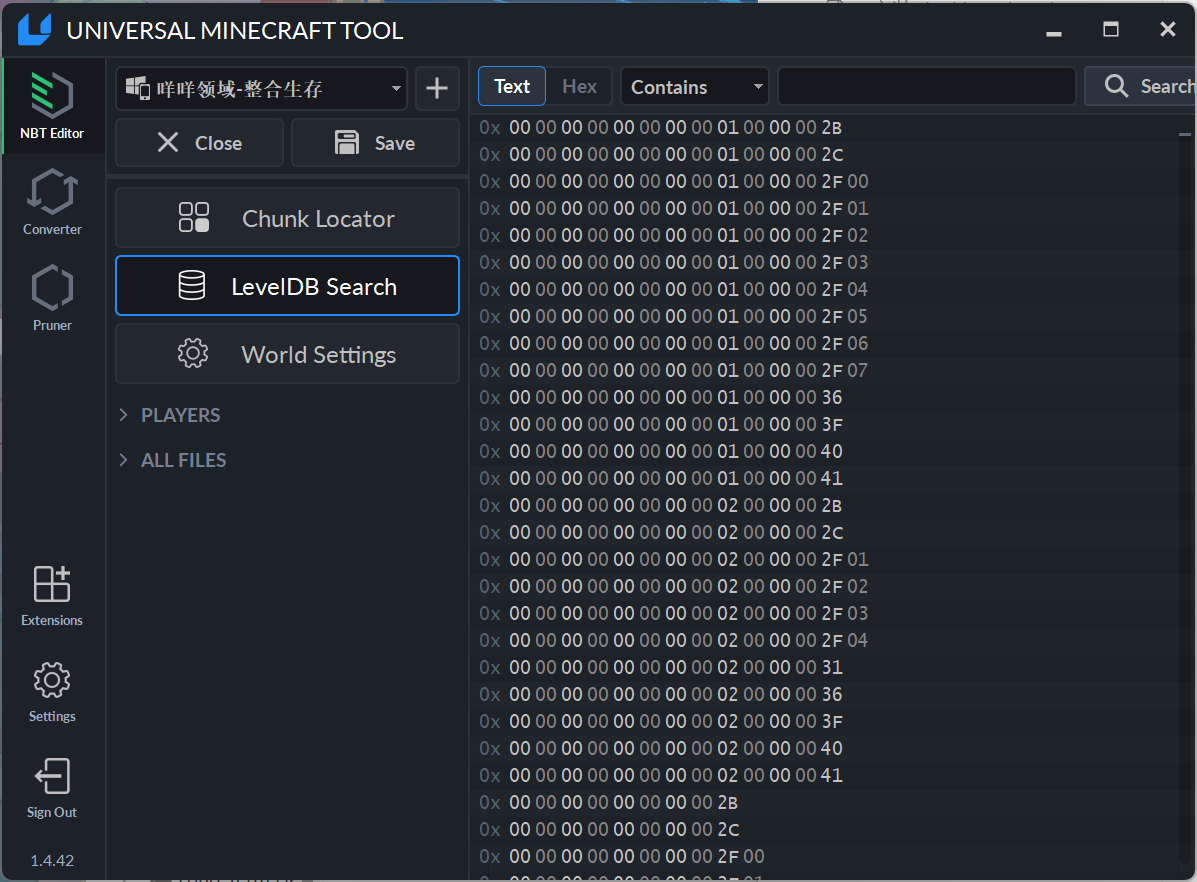 UNIVERSAL MINECRAFT TOOL
NBT Editor
Converter
Pruner
Extensions
Settings
Sign Out
1.4.42
咩咩领域-整合生存
Close
Save
Chunk Locator
LevelDB Search
World Settings
PLAYERS
ALL FILES
Text
Hex
Contains
Search
0x 00 00 00 00 00 00 00 00 01 00 00 00 2B
0x 00 00 00 00 00 00 00 00 01 00 00 00 2C
0x 00 00 00 00 00 00 00 00 01 00 00 00 2F 00
0x 00 00 00 00 00 00 00 00 01 00 00 00 2F 01
0x 00 00 00 00 00 00 00 00 01 00 00 00 2F 02
0x 00 00 00 00 00 00 00 00 01 00 00 00 2F 03
0x 00 00 00 00 00 00 00 00 01 00 00 00 2F 04
0x 00 00 00 00 00 00 00 00 01 00 00 00 2F 05
0x 00 00 00 00 00 00 00 00 01 00 00 00 2F 06
0x 00 00 00 00 00 00 00 00 01 00 00 00 2F 07
0x 00 00 00 00 00 00 00 00 01 00 00 00 36
0x 00 00 00 00 00 00 00 00 01 00 00 00 3F
0x 00 00 00 00 00 00 00 00 01 00 00 00 40
0x 00 00 00 00 00 00 00 00 01 00 00 00 41
0x 00 00 00 00 00 00 00 00 02 00 00 00 2B
0x 00 00 00 00 00 00 00 00 02 00 00 00 2C
0x 00 00 00 00 00 00 00 00 02 00 00 00 2F 01
0x 00 00 00 00 00 00 00 00 02 00 00 00 2F 02
0x 00 00 00 00 00 00 00 00 02 00 00 00 2F 03
0x 00 00 00 00 00 00 00 00 02 00 00 00 2F 04
0x 00 00 00 00 00 00 00 00 02 00 00 00 31
0x 00 00 00 00 00 00 00 00 02 00 00 00 36
0x 00 00 00 00 00 00 00 00 02 00 00 00 3F
0x 00 00 00 00 00 00 00 00 02 00 00 00 40
0x 00 00 00 00 00 00 00 00 02 00 00 00 41
0x 00 00 00 00 00 00 00 00 2B
0x 00 00 00 00 00 00 00 00 2C
0x 00 00 00 00 00 00 00 00 2F 00